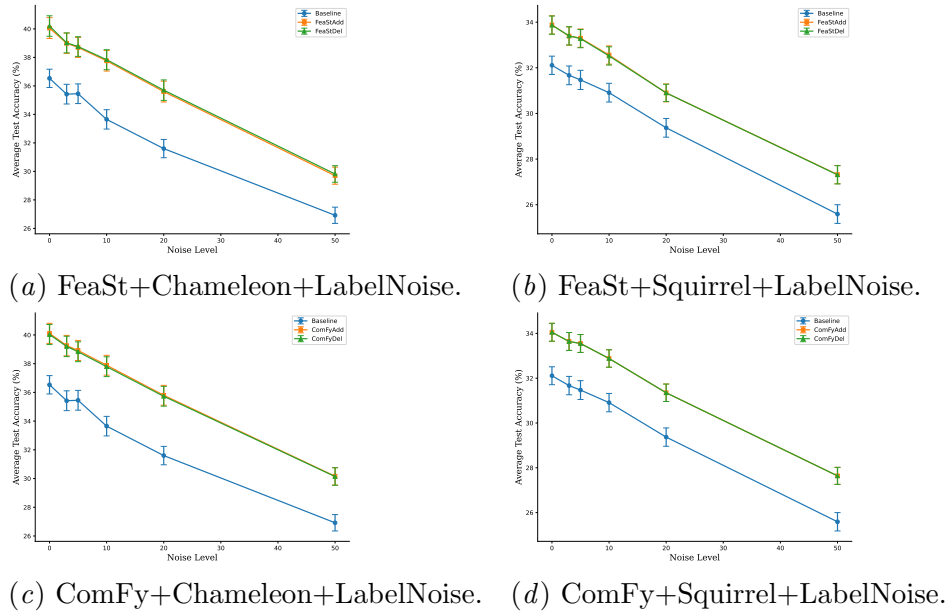 Baseline
FeaStAdd
FeaStDel
Average Test Accuracy (%)
40
38
36
34
32
30
28
26
0
10
20
30
40
50
Noise Level
(a) FeaSt+Chameleon+LabelNoise.
Baseline
FeaStAdd
FeaStDel
Average Test Accuracy (%)
34
32
30
28
26
0
10
20
30
40
50
Noise Level
(b) FeaSt+Squirrel+LabelNoise.
Baseline
ComFyAdd
ComFyDel
Average Test Accuracy (%)
40
38
36
34
32
30
28
26
0
10
20
30
40
50
Noise Level
(c) ComFy+Chameleon+LabelNoise.
Baseline
ComFyAdd
ComFyDel
Average Test Accuracy (%)
34
32
30
28
26
0
10
20
30
40
50
Noise Level
(d) ComFy+Squirrel+LabelNoise.